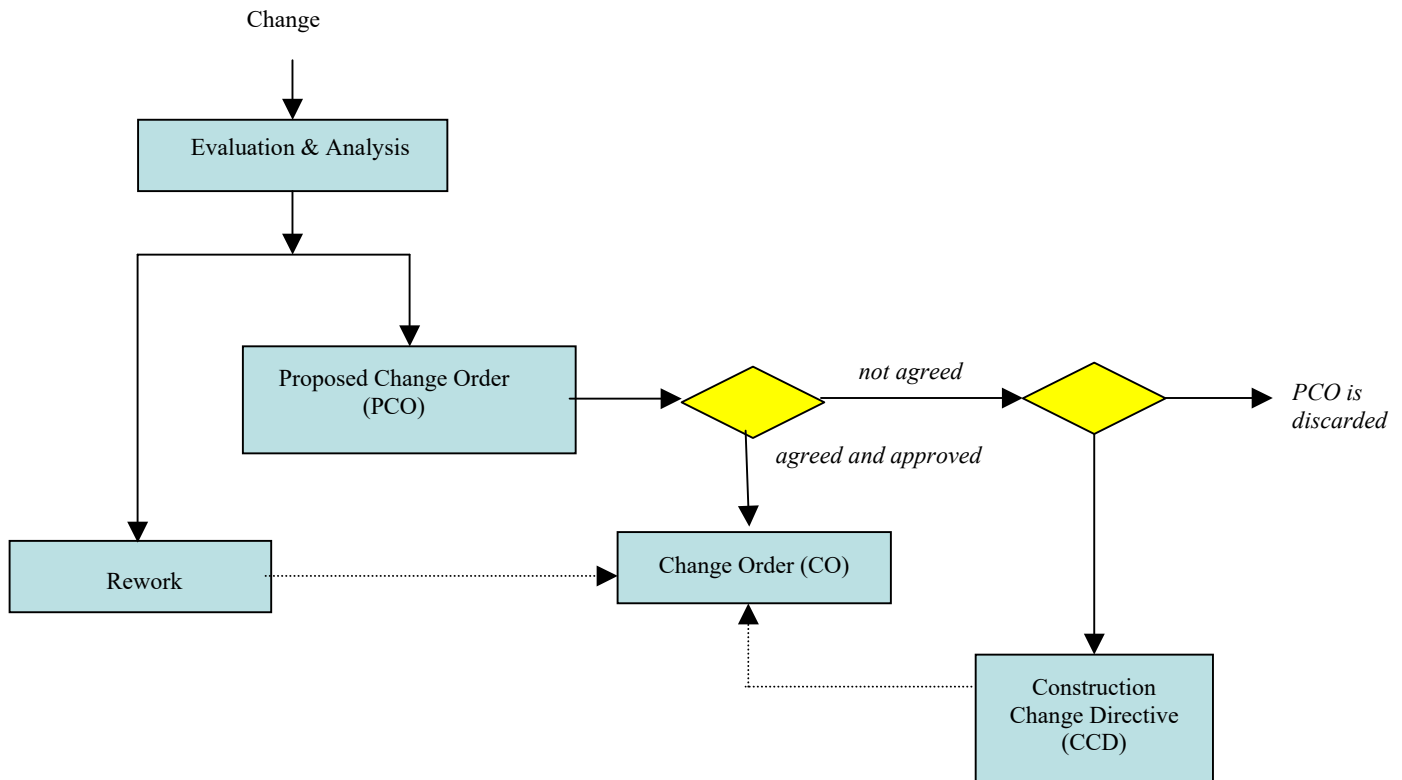 Change
Evaluation & Analysis
Proposed Change Order
(PCO)
not agreed
PCO is
discarded
agreed and approved
Rework
Change Order (CO)
Construction
Change Directive
(CCD)